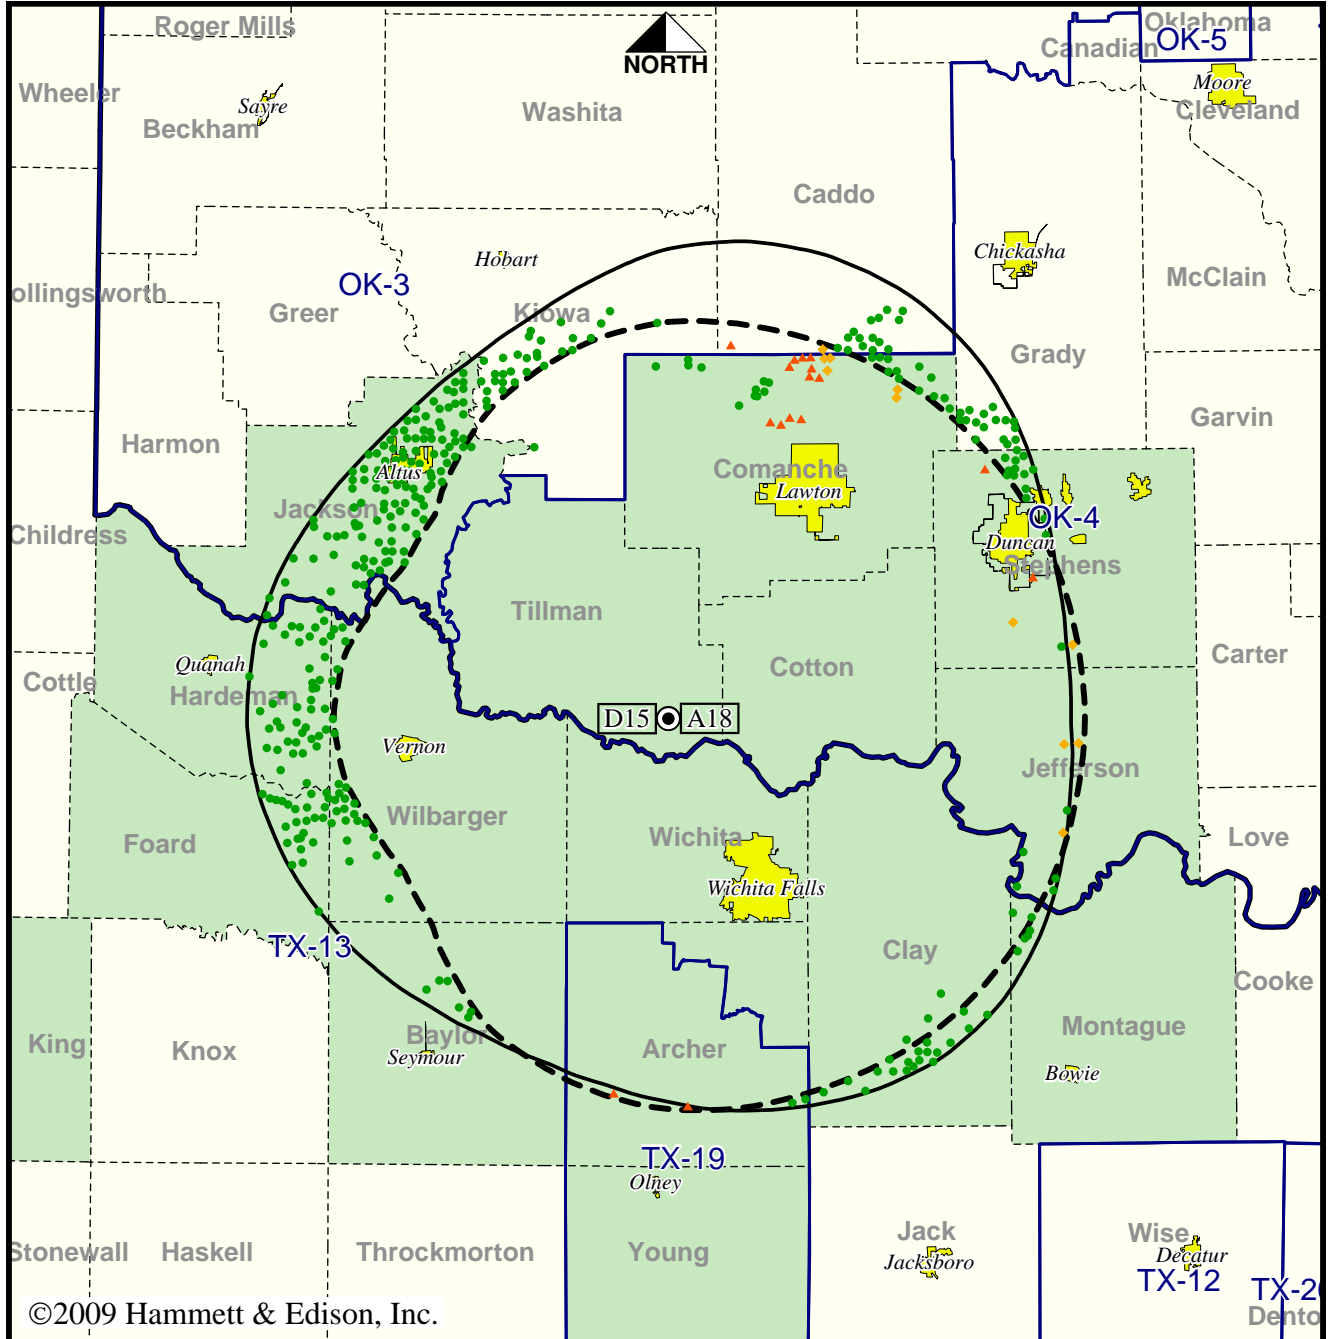 Roger Mills
Oklahoma
OK-5
Canadian
NORTH
Moore
Wheeler
Sayre
Washita
Cleveland
Beckham
Caddo
Chickasha
Hobart
McClain
OK-3
ollingsworth
Greer
Kiowa
Grady
Garvin
Harmon
Comanche
Altus
Lawton
Jackson
OK-4
Childress
Duncan
Stephens
Tillman
Carter
Quanah
Cotton
Cottle
Hardeman
D15 A18
Vernon
Jefferson
Wilbarger
Wichita
Love
Foard
Wichita Falls
TX-13
Clay
Cooke
Montague
Baylor
King
Knox
Archer
Seymour
Bowie
TX-19
Olney
Jack
Wise
Stonewall
Haskell
Throckmorton
Young
Decatur
Jacksboro
TX-12
TX-2
Dento
©2009 Hammett & Edison, Inc.